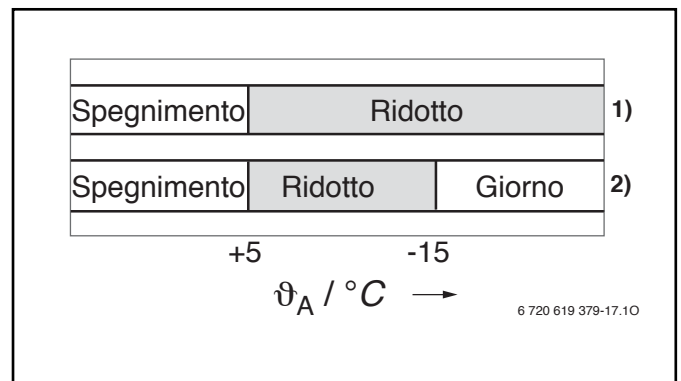 Spegnimento Ridotto 1)
Spegnimento Ridotto Giorno 2)
+5 -15
ϑA / °C →
6 720 619 379-17.1O